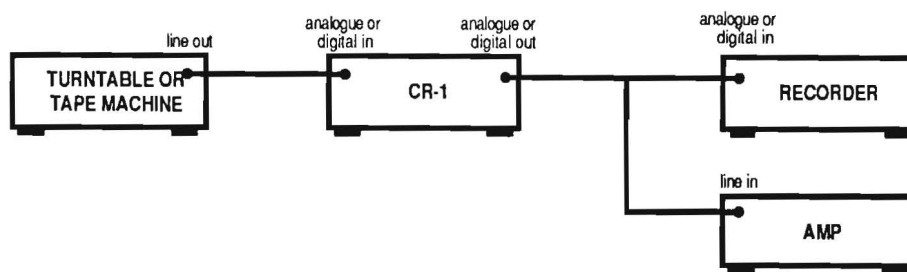 line out
analogue or
digital in
analogue or
digital out
analogue or
digital in
TURNTABLE OR
TAPE MACHINE
CR-1
RECORDER
line in
AMP